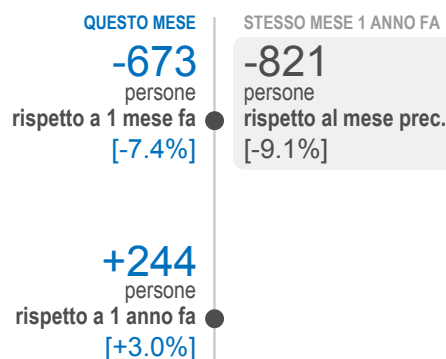 QUESTO MESE
-673
persone
rispetto a 1 mese fa
[-7.4%]
STESSO MESE 1 ANNO FA
-821
persone
rispetto al mese prec.
[-9.1%]
+244
persone
rispetto a 1 anno fa
[+3.0%]